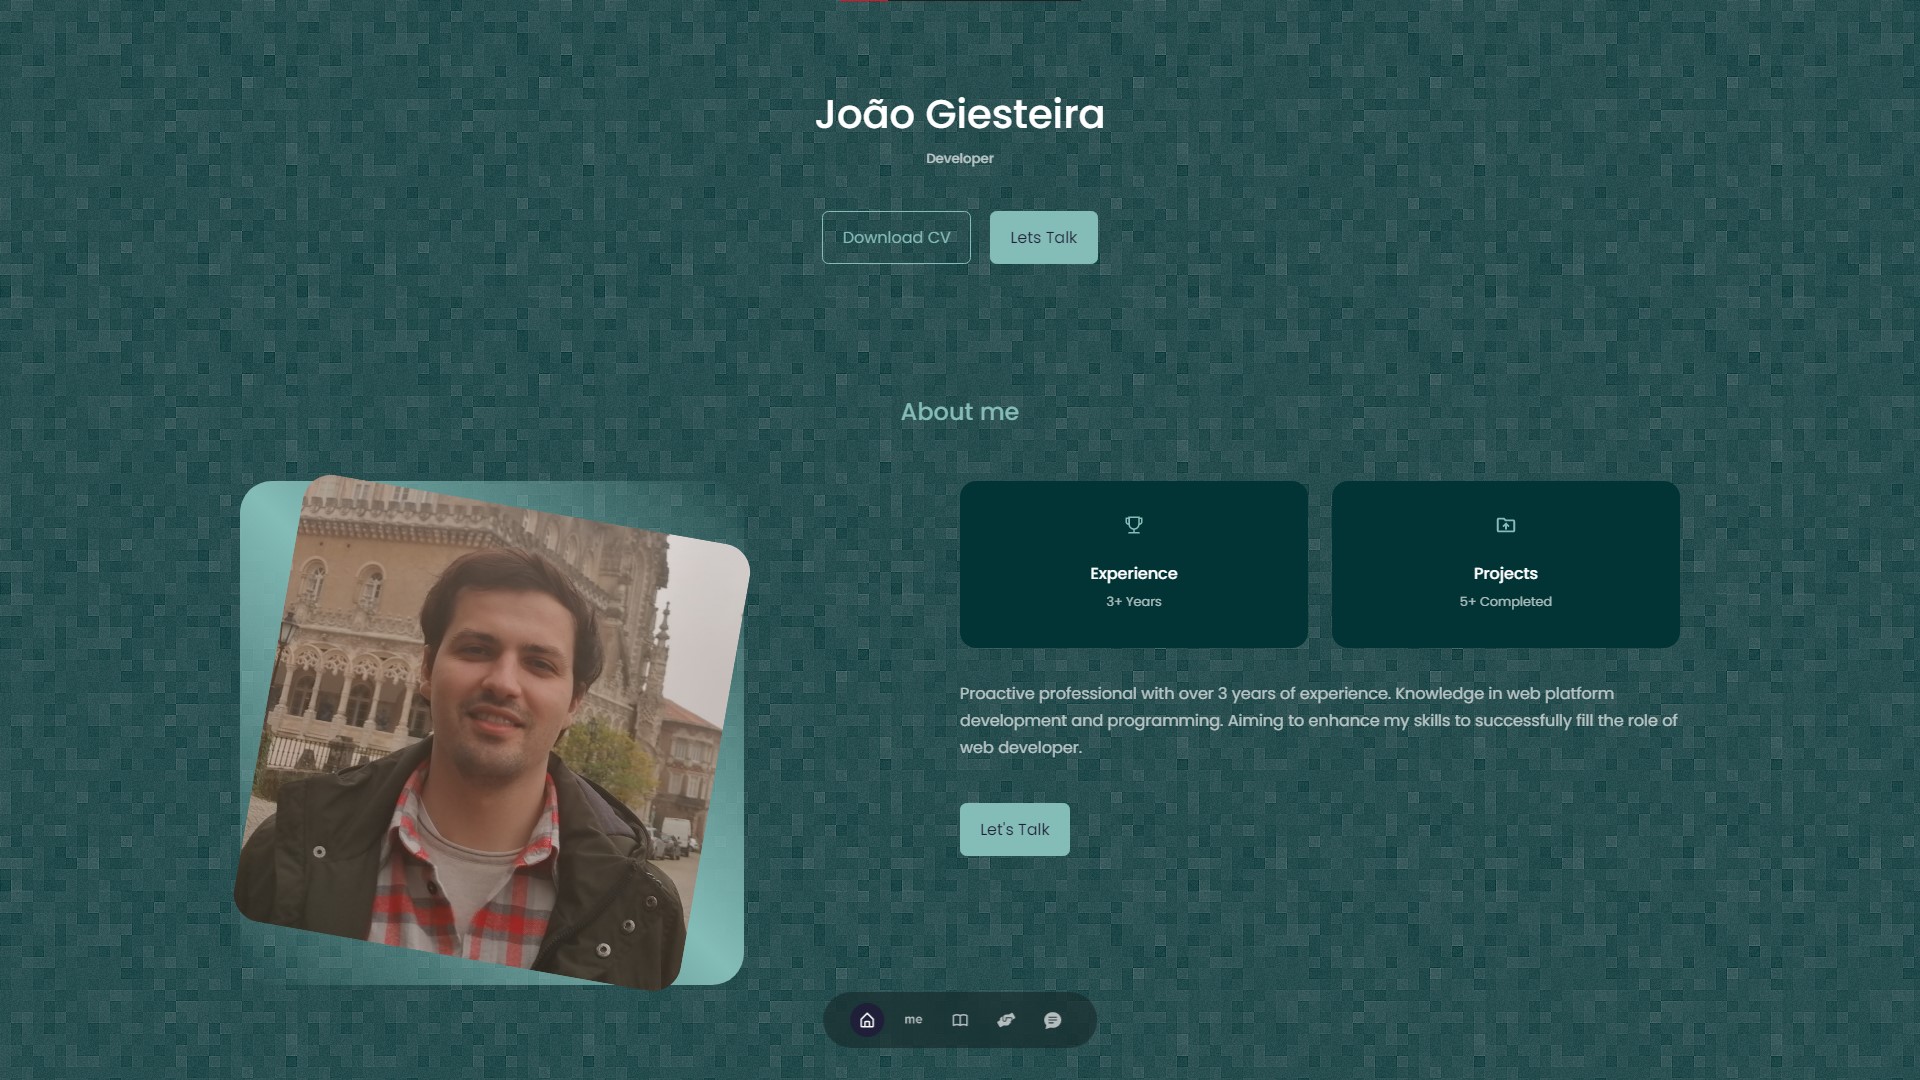 João Giesteira
Developer
Download CV
Lets Talk
About me
Experience
3+ Years
Projects
5+ Completed
Proactive professional with over 3 years of experience. Knowledge in web platform
development and programming. Aiming to enhance my skills to successfully fill the role of
web developer.
Let's Talk
me